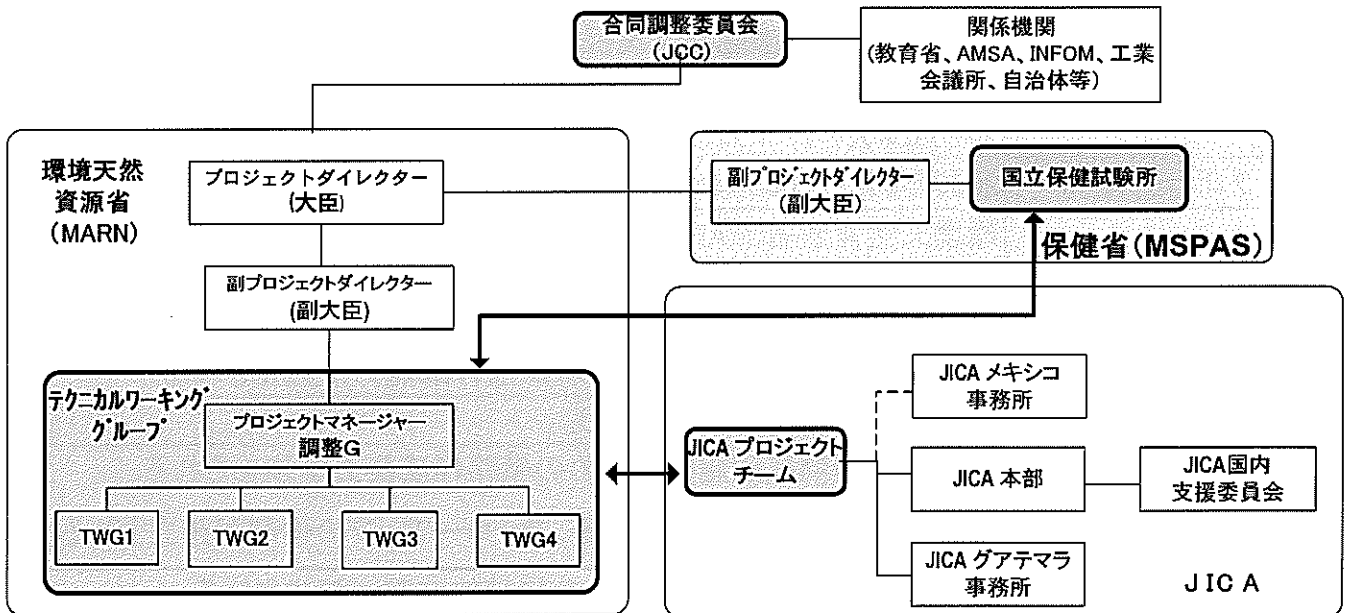 合同調整委員会
(JCC)
関係機関
(教育省、AMSA、INFOM、工業
会議所、自治体等)
環境天然
資源省
(MARN)
プロジェクトダイレクター
(大臣)
副プロジェクトダイレクター
(副大臣)
国立保健試験所
保健省(MSPAS)
副プロジェクトダイレクター
(副大臣)
テクニカルワーキング
グループ
プロジェクトマネージャー
調整G
TWG1
TWG2
TWG3
TWG4
JICA プロジェクト
チーム
JICA メキシコ
事務所
JICA 本部
JICA国内
支援委員会
JICA グアテマラ
事務所
JICA